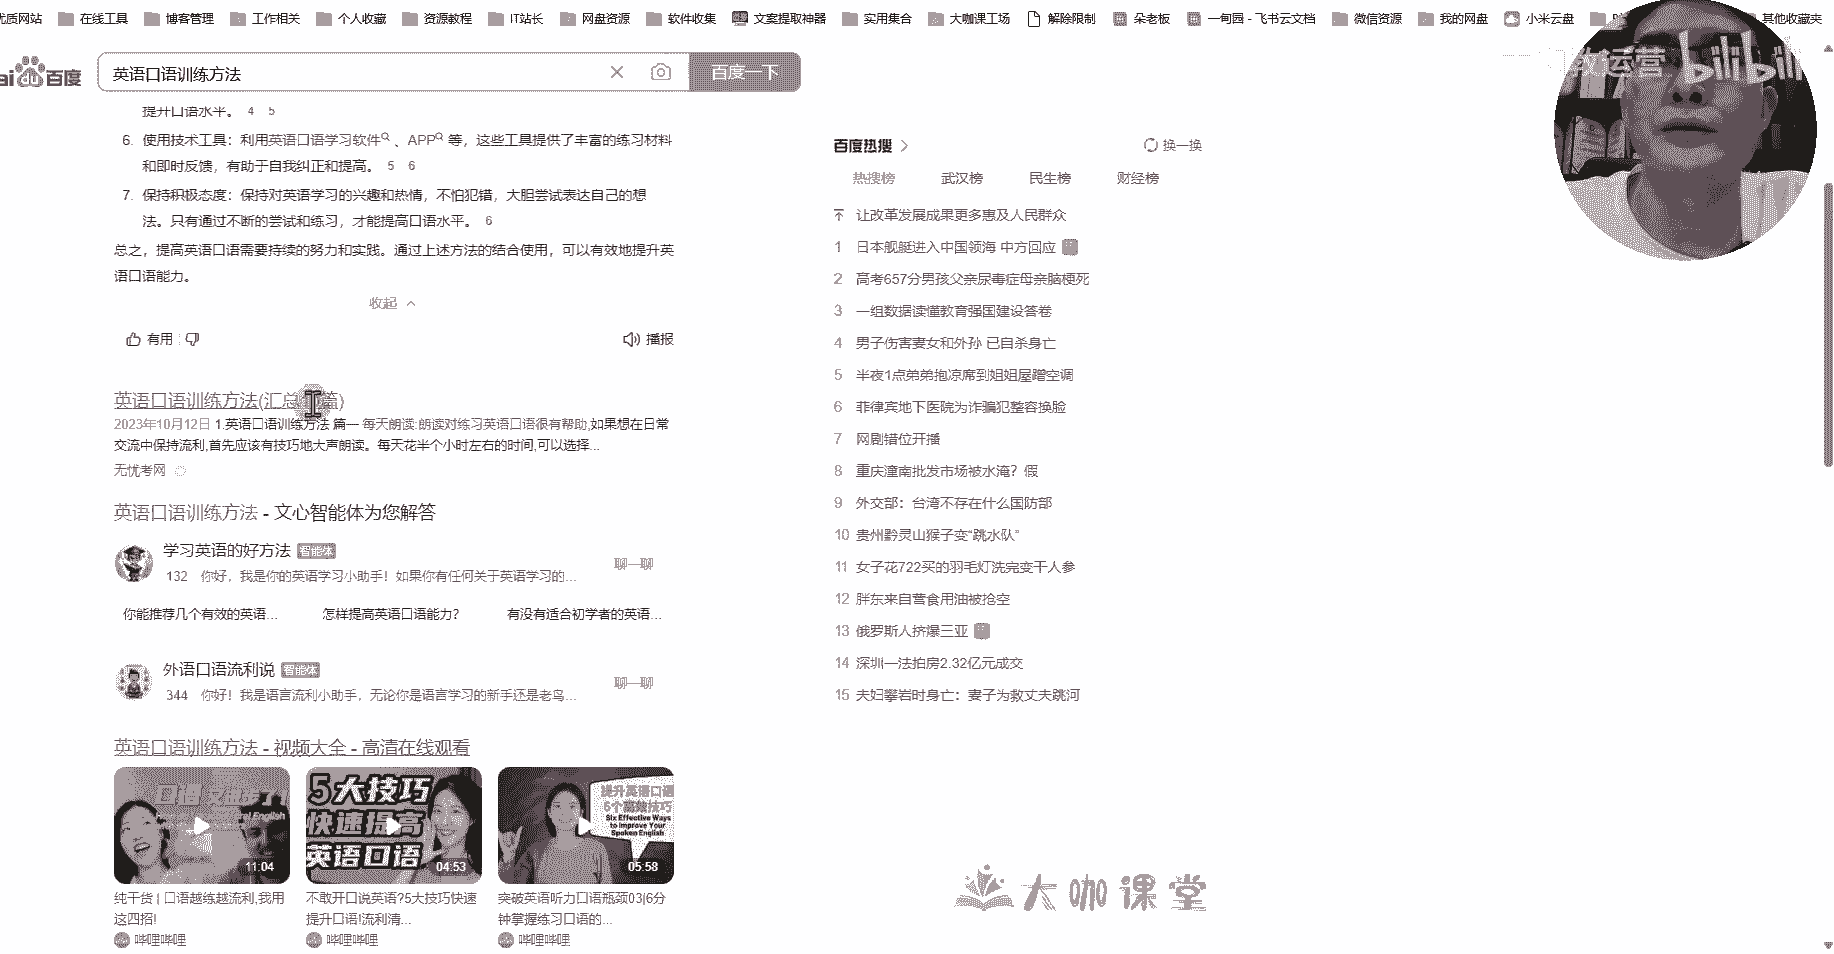 优质网站 在线工具 博客管理 工作相关 个人收藏 资源教程 IT站长 网盘资源 软件收集 文案提取神器 实用集合 大咖课工场 解除限制 朵老板 一甸园 - 飞书云文档 微信资源 我的网盘 小米云盘 其他收藏夹
教运营 bilibili
du百度 英语口语训练方法 百度一下
提升口语水平。 4 5
6. 使用技术工具：利用英语口语学习软件、APP等，这些工具提供了丰富的练习材料
和即时反馈，有助于自我纠正和提高。 5 6
7. 保持积极态度：保持对英语学习的兴趣和热情，不怕犯错，大胆尝试表达自己的想
法。只有通过不断的尝试和练习，才能提高口语水平。 6
总之，提高英语口语需要持续的努力和实践。通过上述方法的结合使用，可以有效地提升英
语口语能力。
收起
有用 播报
英语口语训练方法(汇总 篇)
2023年10月12日 1.英语口语训练方法 篇一 每天朗读:朗读对练习英语口语很有帮助,如果想在日常
交流中保持流利,首先应该有技巧地大声朗读。每天花半个小时左右的时间,可以选择...
无忧考网
英语口语训练方法 - 文心智能体为您解答
学习英语的好方法 智能体
132 你好，我是你的英语学习小助手！如果你有任何关于英语学习的...
聊一聊
你能推荐几个有效的英语... 怎样提高英语口语能力? 有没有适合初学者的英语...
外语口语流利说 智能体
344 你好！我是语言流利小助手，无论你是语言学习的新手还是老鸟...
聊一聊
英语口语训练方法 - 视频大全 - 高清在线观看
11:04
5大技巧
快速提高
英语口语
04:53
提升英语口语
6个高效技巧
Six Effective Ways
to Improve Your
Spoken English
05:58
纯干货 | 口语越练越流利,我用
这四招!
哔哩哔哩
不敢开口说英语?5大技巧快速
提升口语!流利清...
哔哩哔哩
突破英语听力口语瓶颈03|6分
钟掌握练习口语的...
哔哩哔哩
百度热搜 换一换
热搜榜 武汉榜 民生榜 财经榜
让改革发展成果更多惠及人民群众
1 日本舰艇进入中国领海 中方回应
2 高考657分男孩父亲尿毒症母亲脑梗死
3 一组数据读懂教育强国建设答卷
4 男子伤害妻女和外孙 已自杀身亡
5 半夜1点弟弟抱凉席到姐姐屋蹭空调
6 菲律宾地下医院为诈骗犯整容换脸
7 网剧错位开播
8 重庆潼南批发市场被水淹？假
9 外交部：台湾不存在什么国防部
10 贵州黔灵山猴子变“跳水队”
11 女子花722买的羽毛灯洗完变千人参
12 胖东来自营食用油被抢空
13 俄罗斯人挤爆三亚
14 深圳一法拍房2.32亿元成交
15 夫妇攀岩时身亡：妻子为救丈夫跳河
大咖课堂